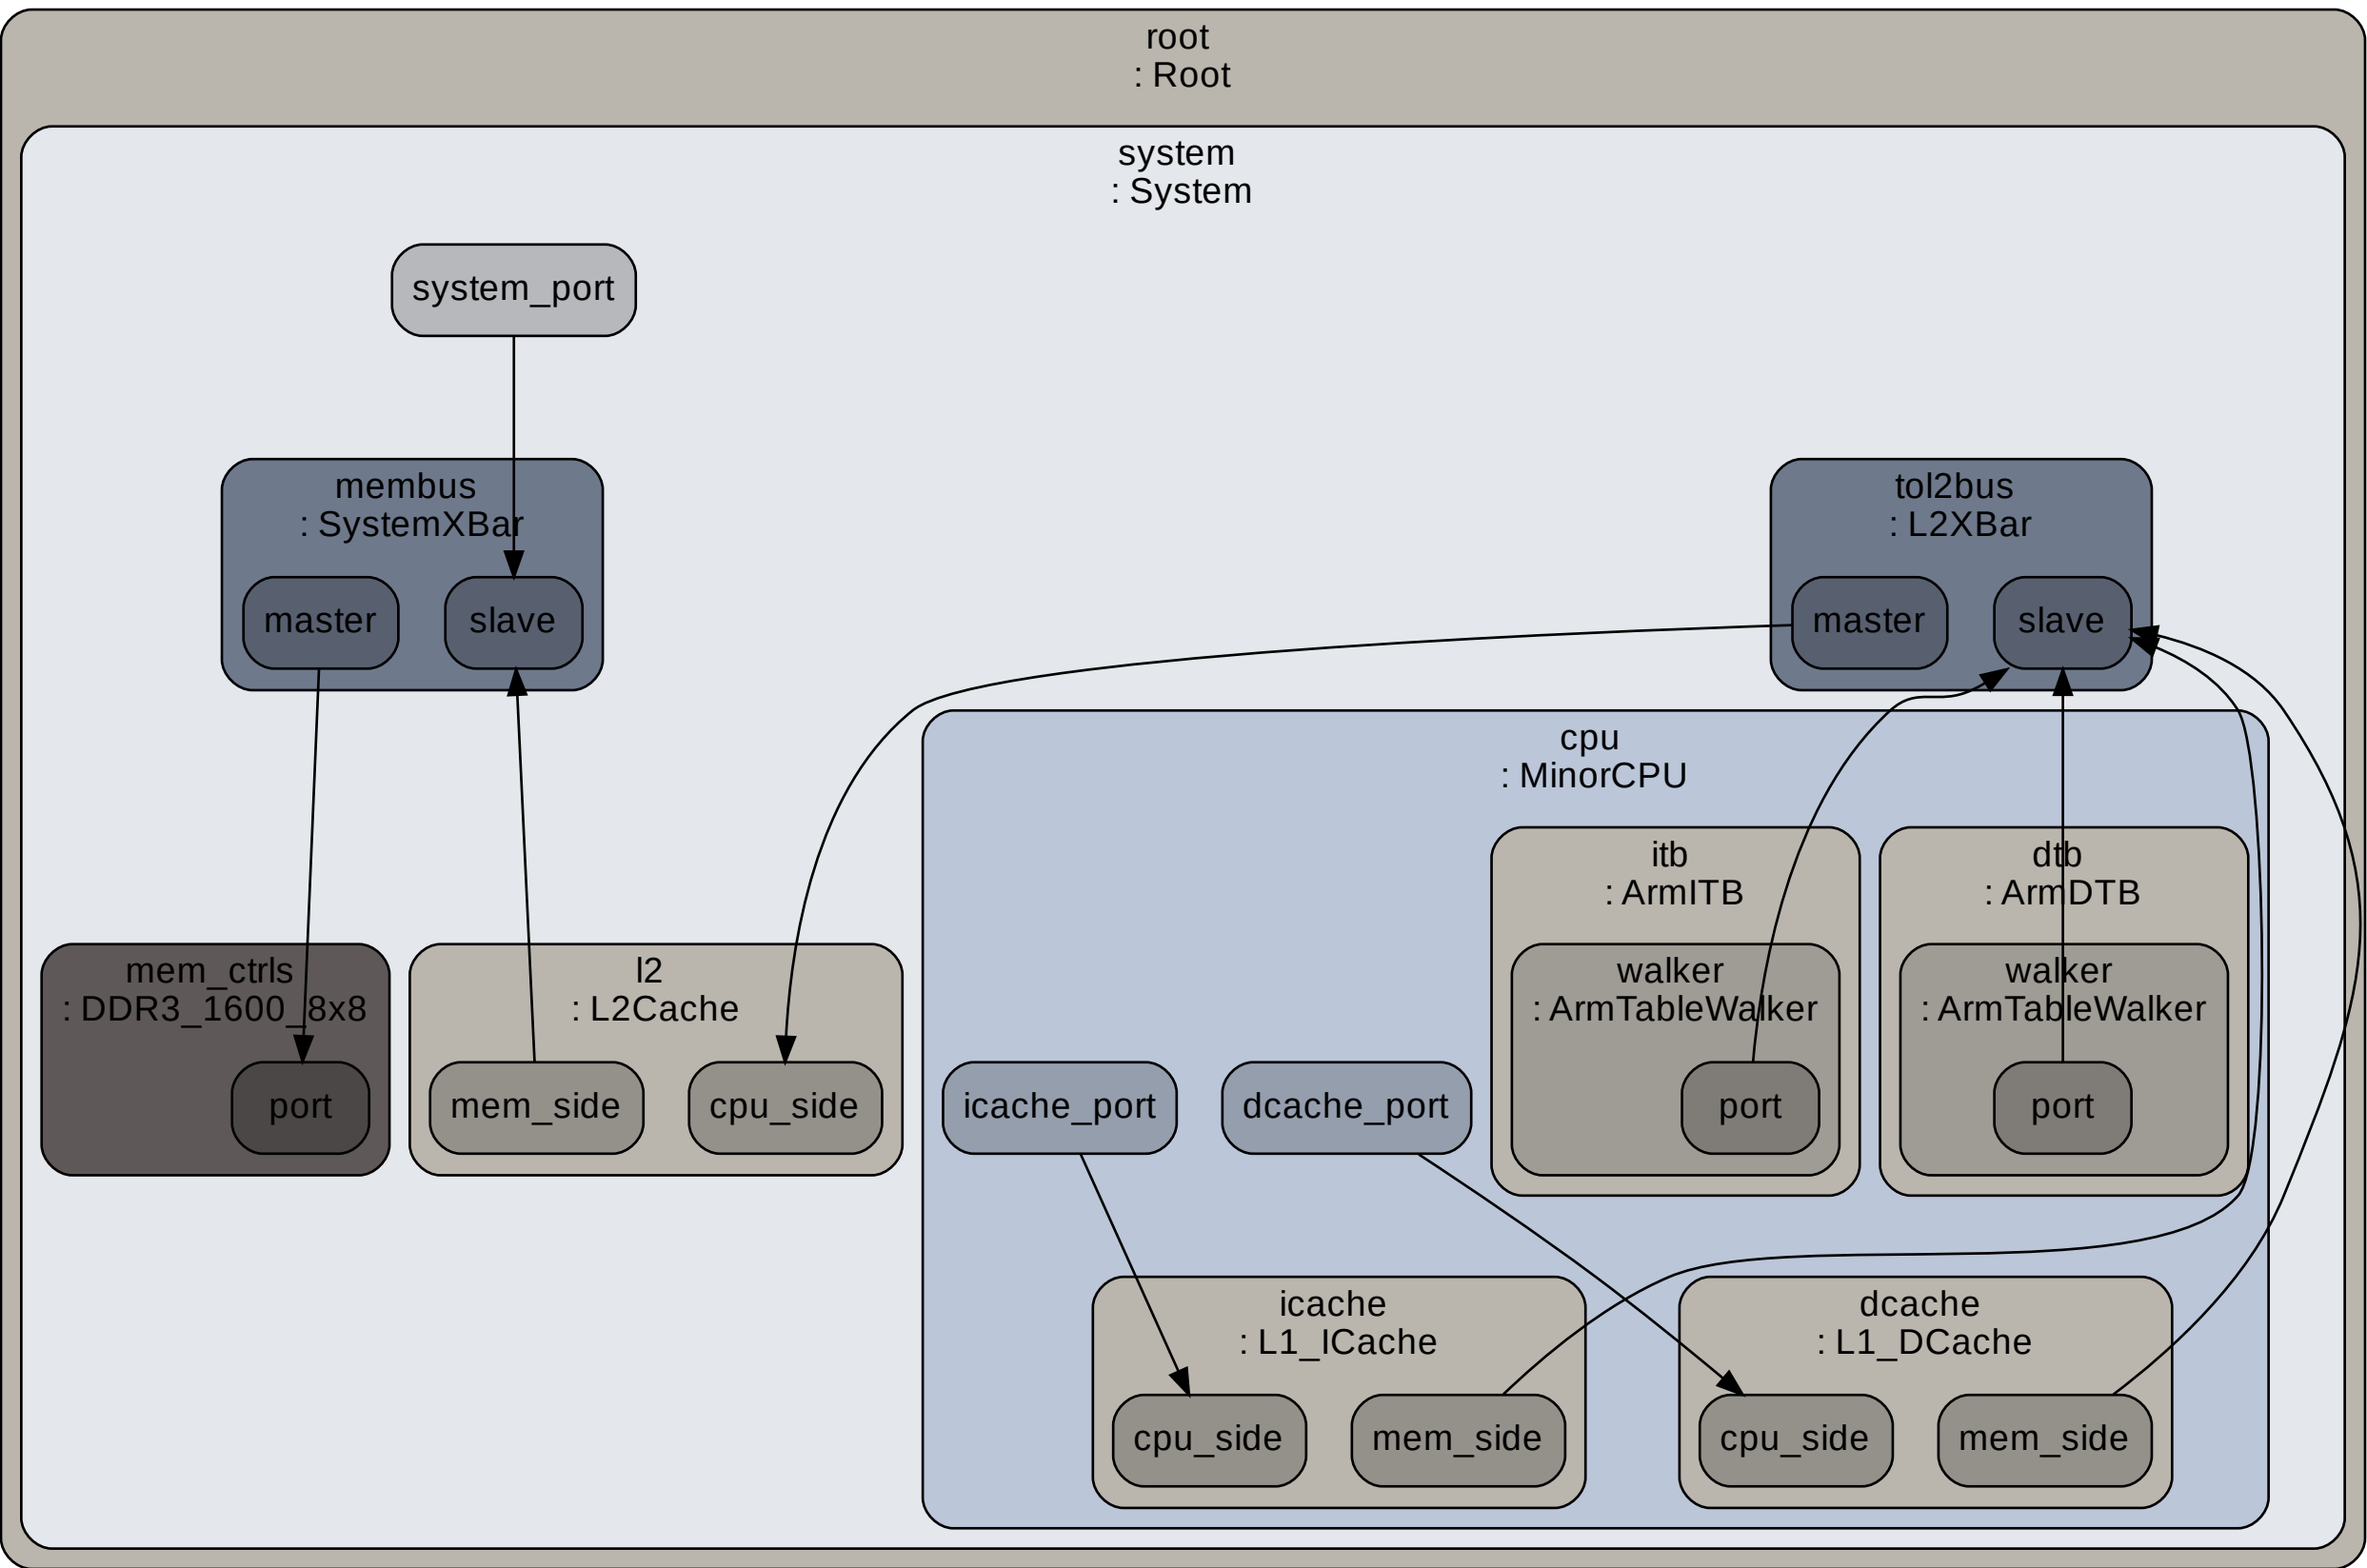 root
: Root
system
: System
system_port
membus
: SystemXBar
master
slave
tol2bus
: L2XBar
master
slave
cpu
: MinorCPU
itb
: ArmITB
dtb
: ArmDTB
mem_ctrls
: DDR3_1600_8x8
port
l2
: L2Cache
mem_side
cpu_side
icache_port
dcache_port
walker
: ArmTableWalker
port
walker
: ArmTableWalker
port
icache
: L1_ICache
cpu_side
mem_side
dcache
: L1_DCache
cpu_side
mem_side